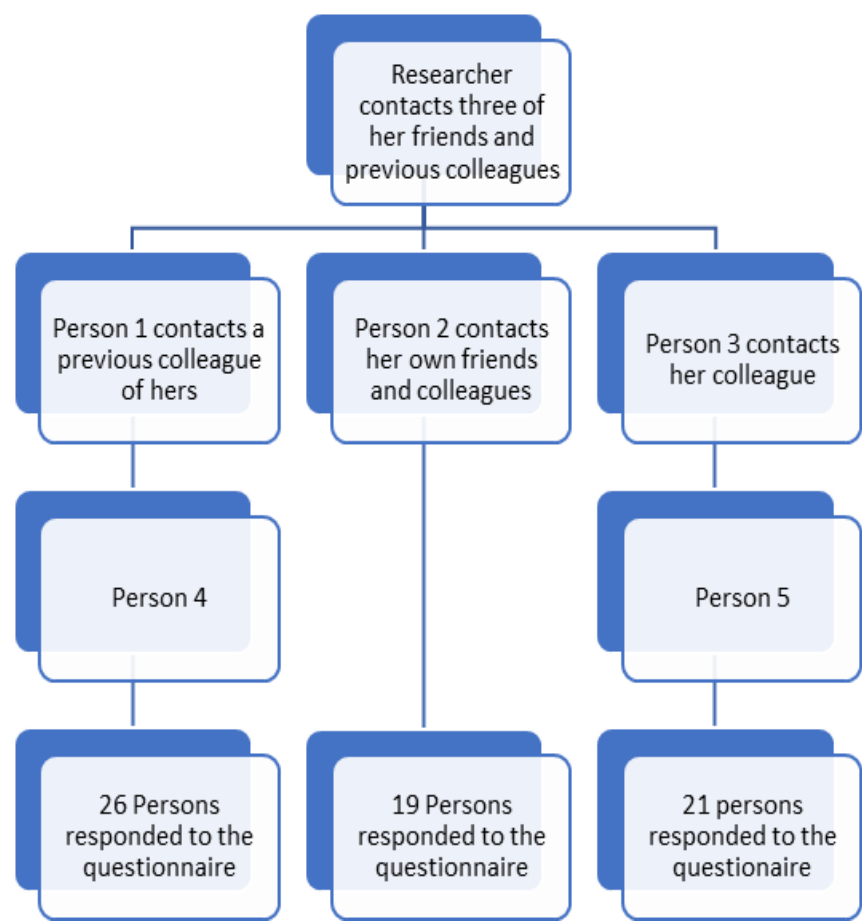 Researcher
contacts three of
her friends and
previous colleagues
Person 1 contacts a
previous colleague
of hers
Person 2 contacts
her own friends
and colleagues
Person 3 contacts
her colleague
Person 4
Person 5
26 Persons
responded to the
questionnaire
19 Persons
responded to the
questionnaire
21 persons
responded to the
questionaire